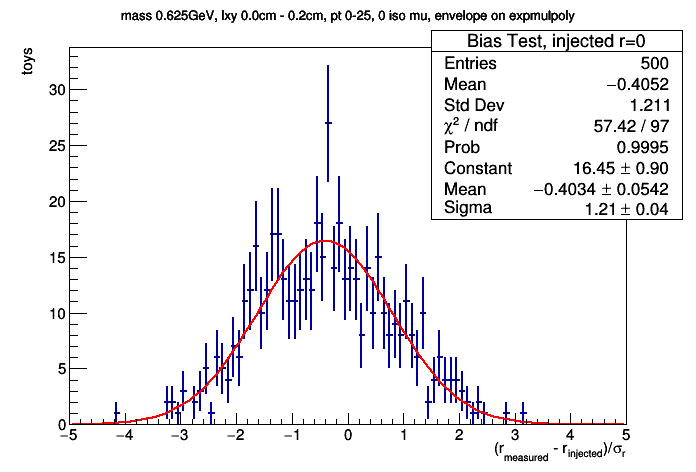 mass 0.625GeV, lxy 0.0cm - 0.2cm, pt 0-25, 0 iso mu, envelope on expmulpoly
Bias Test, injected r=0
Entries 500
Mean −0.4052
Std Dev 1.211
χ² / ndf 57.42 / 97
Prob 0.9995
Constant 16.45 ± 0.90
Mean −0.4034 ± 0.0542
Sigma 1.21 ± 0.04
toys
30
25
20
15
10
5
0
−5 −4 −3 −2 −1 0 1 2 3 4 5
(r_measured - r_injected)/σ_r